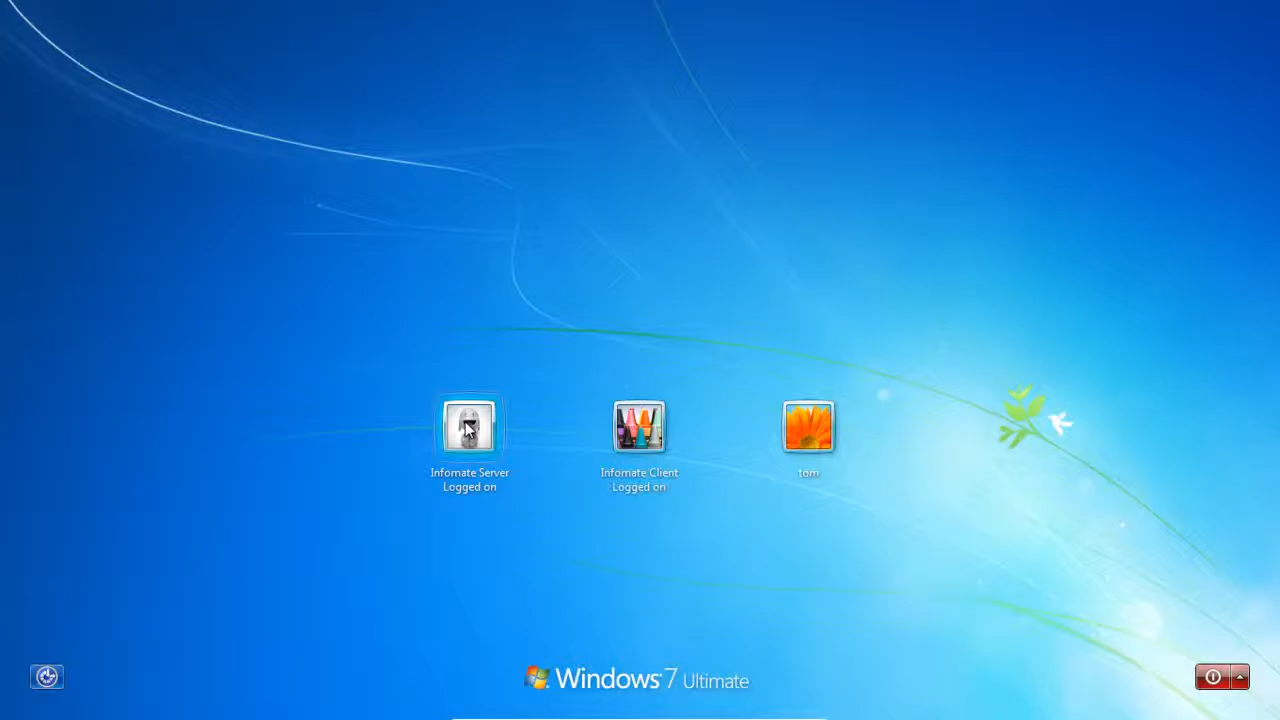 Infomate Server
Logged on
Infomate Client
Logged on
tom
Windows 7 Ultimate